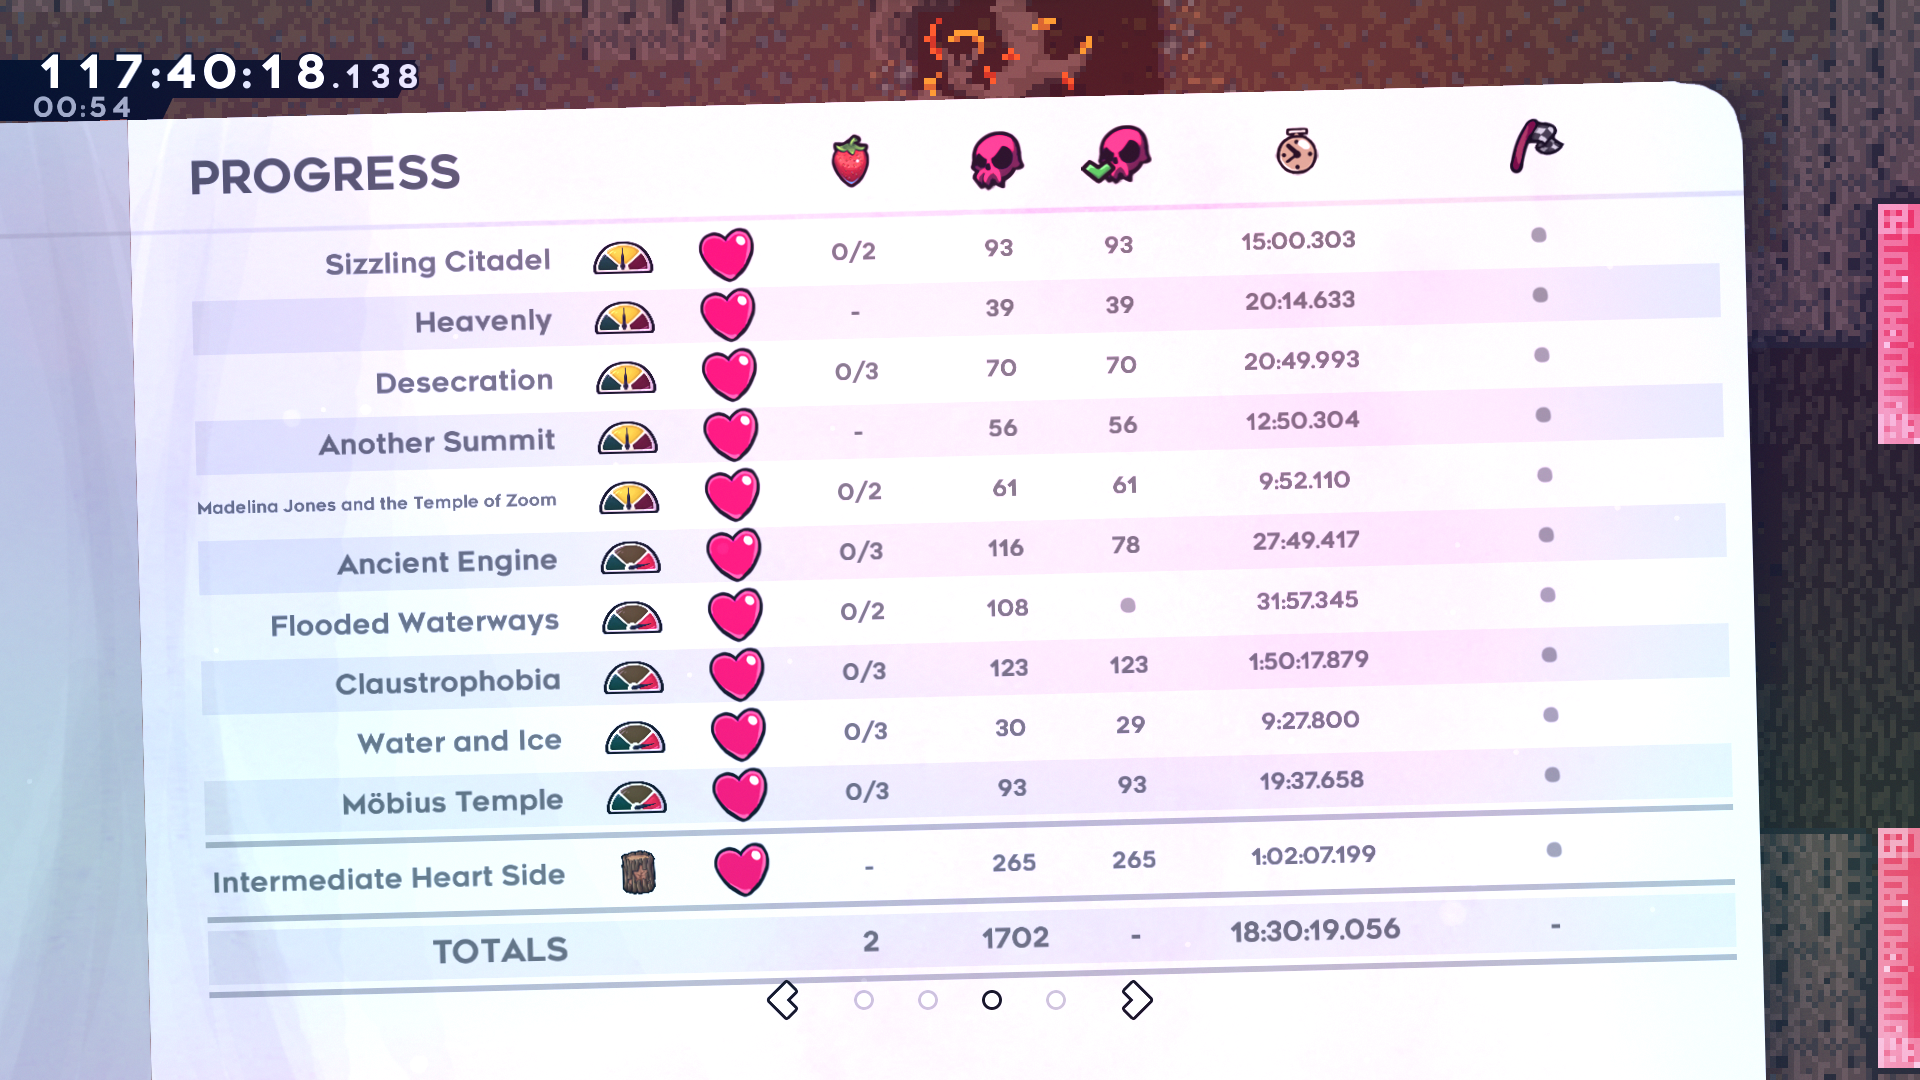 117:40:18.138
00:54
PROGRESS
Sizzling Citadel 0/2 93 93 15:00.303
Heavenly - 39 39 20:14.633
Desecration 0/3 70 70 20:49.993
Another Summit - 56 56 12:50.304
Madelina Jones and the Temple of Zoom 0/2 61 61 9:52.110
Ancient Engine 0/3 116 78 27:49.417
Flooded Waterways 0/2 108 31:57.345
Claustrophobia 0/3 123 123 1:50:17.879
Water and Ice 0/3 30 29 9:27.800
Möbius Temple 0/3 93 93 19:37.658
Intermediate Heart Side - 265 265 1:02:07.199
TOTALS 2 1702 - 18:30:19.056 -